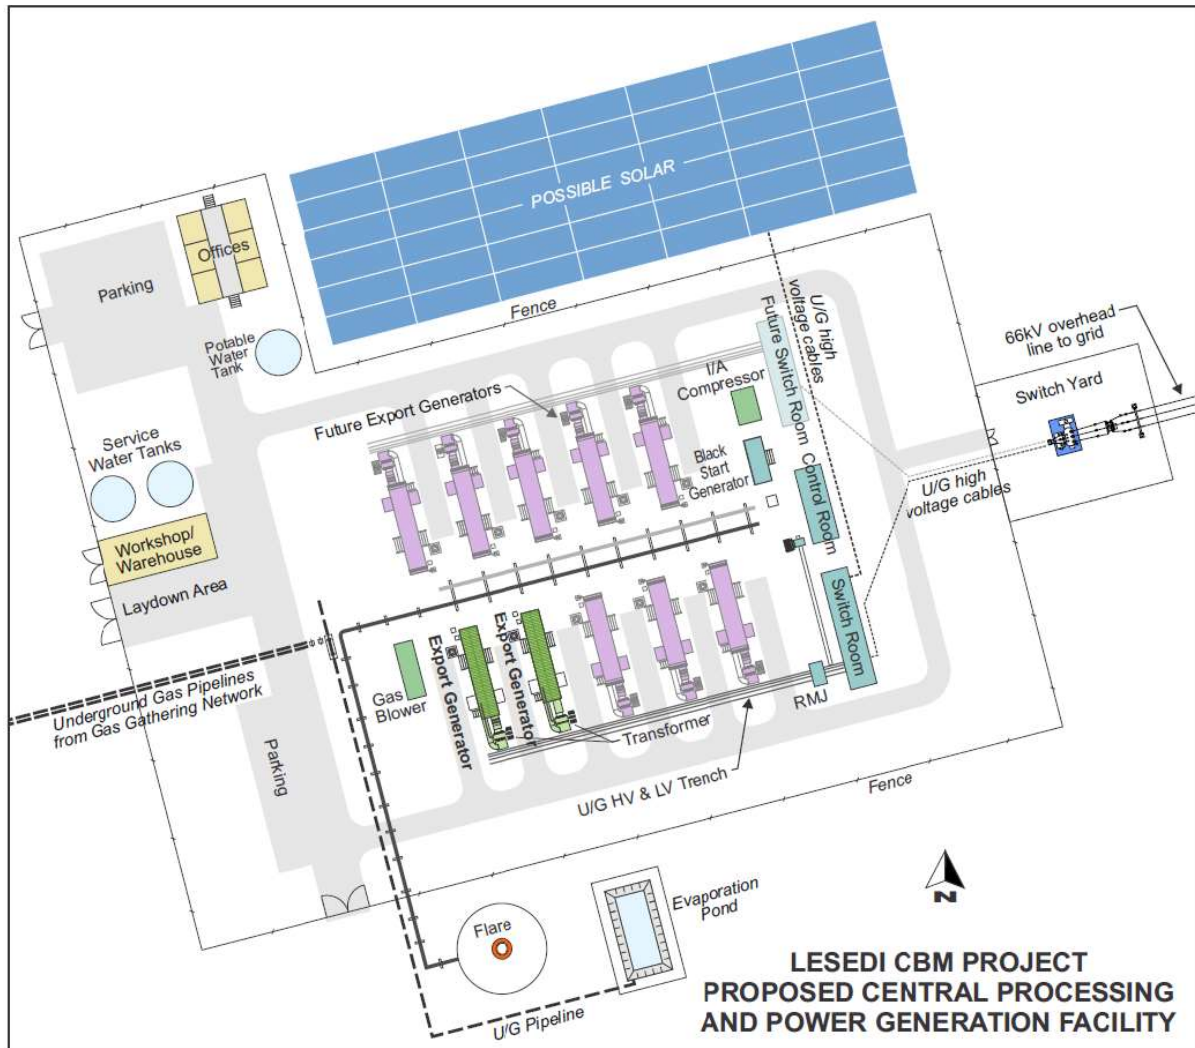 POSSIBLE SOLAR
Offices
Parking
Fence
Potable
Water
Tank
U/G high
voltage cables
Future Switch Room
66kV overhead
line to grid
I/A
Compressor
Switch Yard
Future Export Generators
Service
Water Tanks
Black
Start
Generator
Control Room
U/G high
voltage cables
Workshop/
Warehouse
Laydown Area
Export Generator
Export Generator
Switch Room
Gas
Blower
Underground Gas Pipelines
from Gas Gathering Network
RMJ
Transformer
Parking
U/G HV & LV Trench
Fence
Evaporation
Pond
N
Flare
U/G Pipeline
LESEDI CBM PROJECT
PROPOSED CENTRAL PROCESSING
AND POWER GENERATION FACILITY